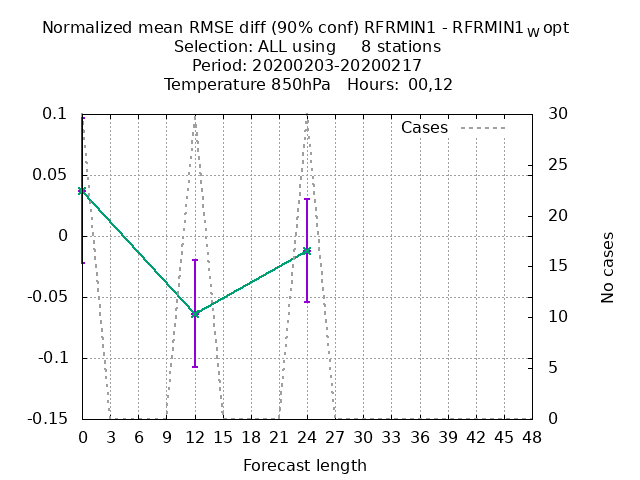 Normalized mean RMSE diff (90% conf) RFRMIN1 - RFRMIN1W opt
Selection: ALL using 8 stations
Period: 20200203-20200217
Temperature 850hPa Hours: 00,12
Cases
0.1
0.05
0
-0.05
-0.1
-0.15
30
25
20
15
10
5
0
No cases
0 3 6 9 12 15 18 21 24 27 30 33 36 39 42 45 48
Forecast length